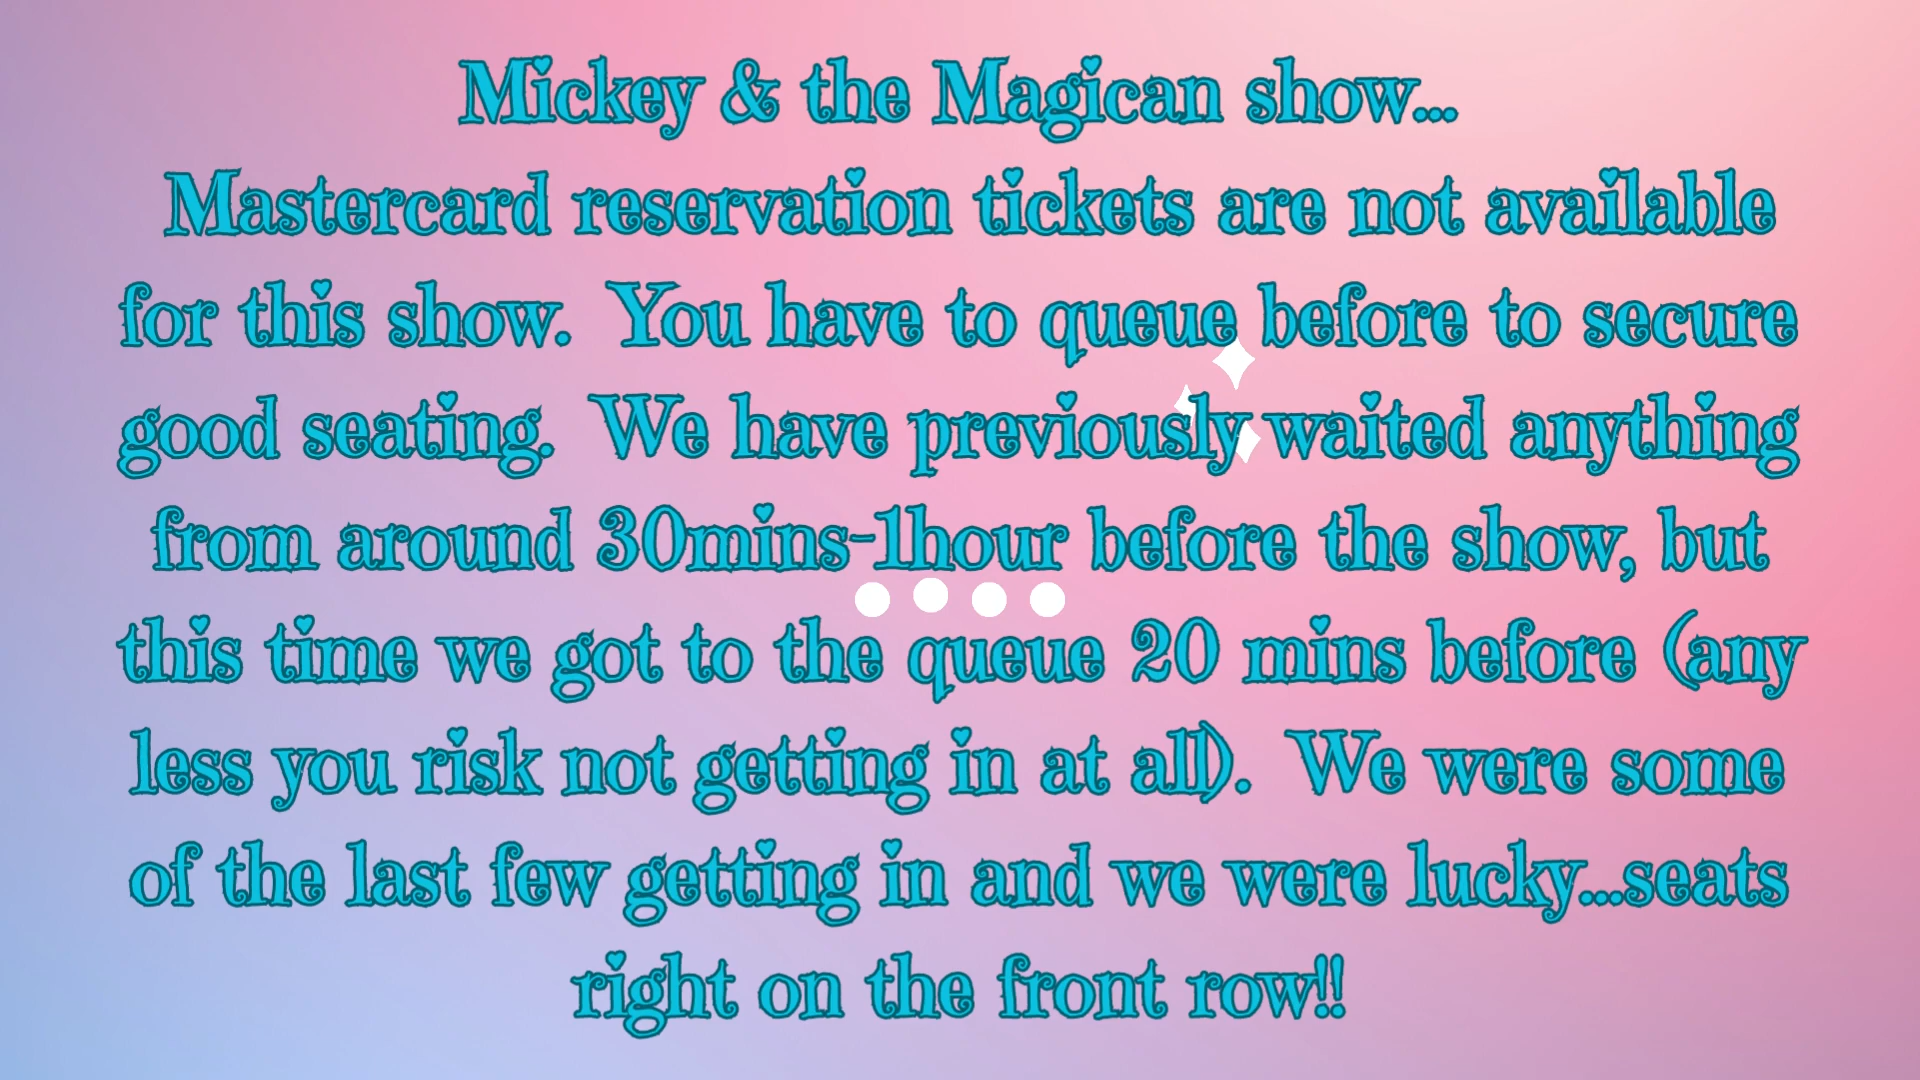 Mickey & the Magican show...
Mastercard reservation tickets are not available
for this show. You have to queue before to secure
good seating. We have previously waited anything
from around 30mins-1hour before the show, but
this time we got to the queue 20 mins before (any
less you risk not getting in at all). We were some
of the last few getting in and we were lucky...seats
right on the front row!!